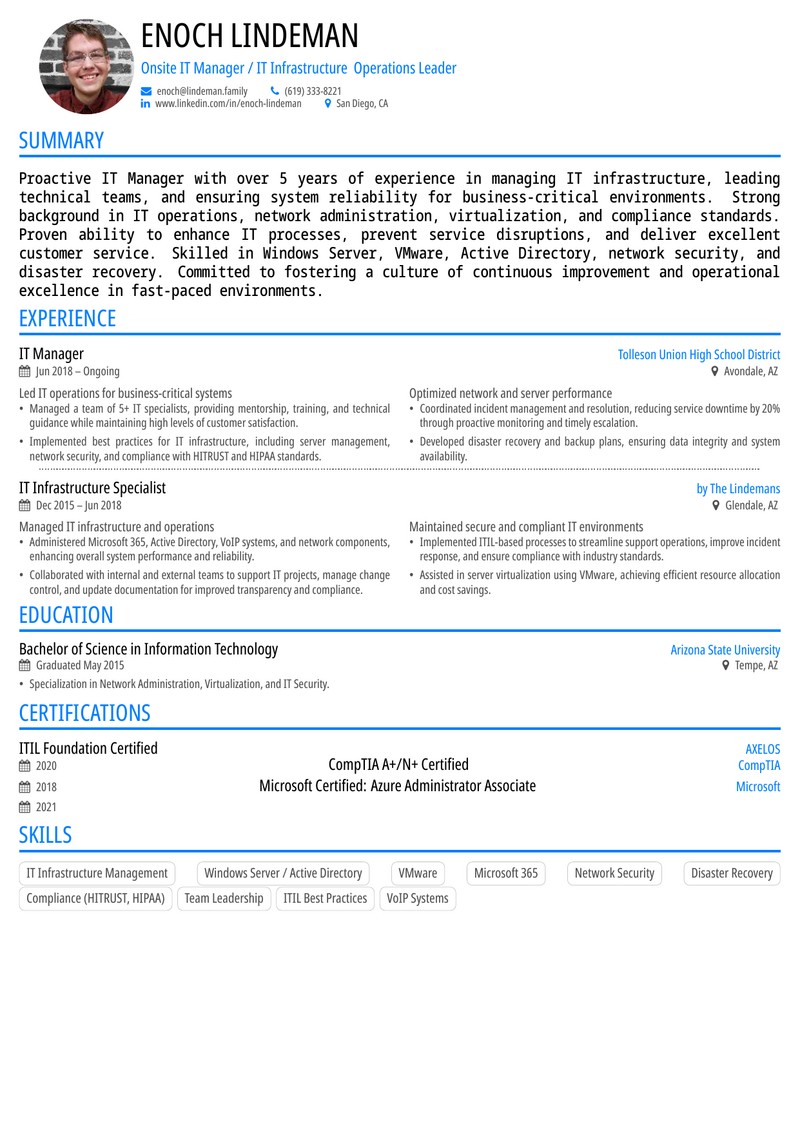 ENOCH LINDEMAN
Onsite IT Manager / IT Infrastructure Operations Leader
enoch@lindeman.family (619) 333-8221
www.linkedin.com/in/enoch-lindeman San Diego, CA
SUMMARY
Proactive IT Manager with over 5 years of experience in managing IT infrastructure, leading
technical teams, and ensuring system reliability for business-critical environments. Strong
background in IT operations, network administration, virtualization, and compliance standards.
Proven ability to enhance IT processes, prevent service disruptions, and deliver excellent
customer service. Skilled in Windows Server, VMware, Active Directory, network security, and
disaster recovery. Committed to fostering a culture of continuous improvement and operational
excellence in fast-paced environments.
EXPERIENCE
IT Manager Tolleson Union High School District
Jun 2018 – Ongoing Avondale, AZ
Led IT operations for business-critical systems
• Managed a team of 5+ IT specialists, providing mentorship, training, and technical
guidance while maintaining high levels of customer satisfaction.
• Implemented best practices for IT infrastructure, including server management,
network security, and compliance with HITRUST and HIPAA standards.
Optimized network and server performance
• Coordinated incident management and resolution, reducing service downtime by 20%
through proactive monitoring and timely escalation.
• Developed disaster recovery and backup plans, ensuring data integrity and system
availability.
IT Infrastructure Specialist by The Lindemans
Dec 2015 – Jun 2018 Glendale, AZ
Managed IT infrastructure and operations
• Administered Microsoft 365, Active Directory, VoIP systems, and network components,
enhancing overall system performance and reliability.
• Collaborated with internal and external teams to support IT projects, manage change
control, and update documentation for improved transparency and compliance.
Maintained secure and compliant IT environments
• Implemented ITIL-based processes to streamline support operations, improve incident
response, and ensure compliance with industry standards.
• Assisted in server virtualization using VMware, achieving efficient resource allocation
and cost savings.
EDUCATION
Bachelor of Science in Information Technology Arizona State University
Graduated May 2015 Tempe, AZ
• Specialization in Network Administration, Virtualization, and IT Security.
CERTIFICATIONS
ITIL Foundation Certified AXELOS
2020 CompTIA A+/N+ Certified CompTIA
2018 Microsoft Certified: Azure Administrator Associate Microsoft
2021
SKILLS
IT Infrastructure Management Windows Server / Active Directory VMware Microsoft 365 Network Security Disaster Recovery
Compliance (HITRUST, HIPAA) Team Leadership ITIL Best Practices VoIP Systems